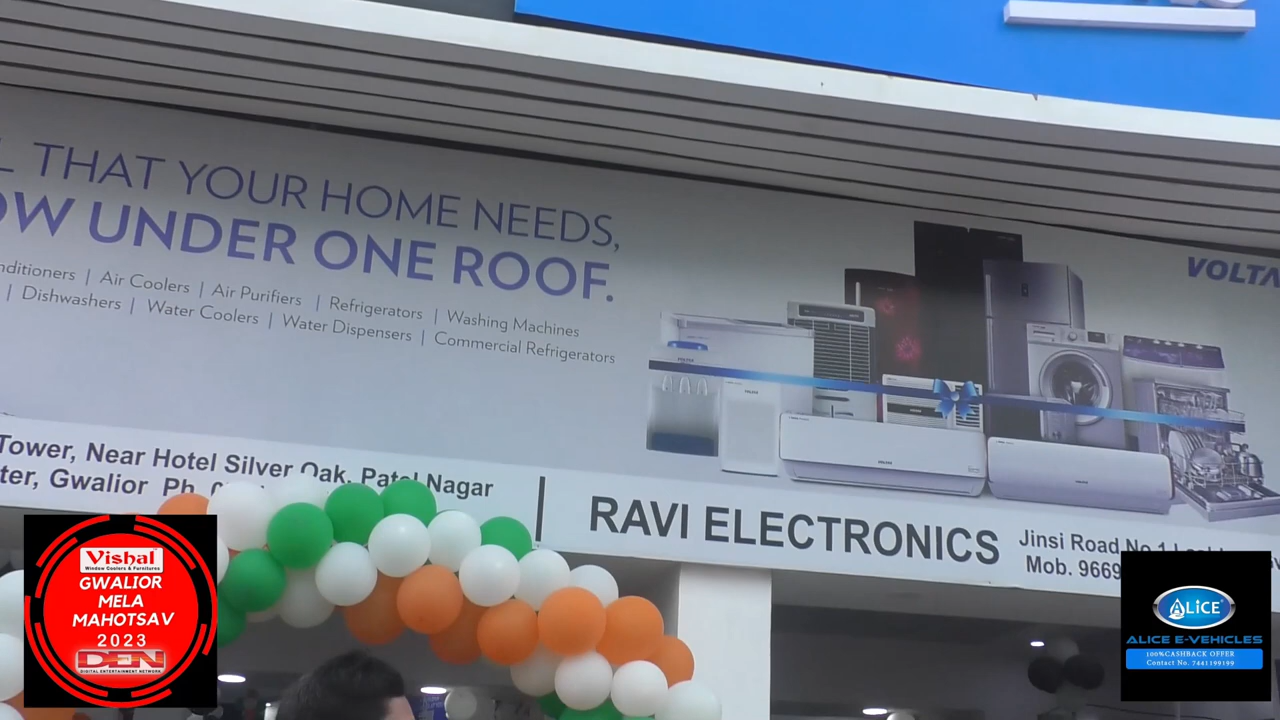 THAT YOUR HOME NEEDS,
UNDER ONE ROOF.
| Air Coolers | Air Purifiers | Refrigerators | Washing Machines
| Dishwashers | Water Coolers | Water Dispensers | Commercial Refrigerators
VOLTA
Tower, Near Hotel Silver Oak, Patel Nagar
Gwalior Ph.
RAVI ELECTRONICS
Jinsi Road No.1
Mob. 9669
Vishal
Window Coolers & Furnitures
GWALIOR
MELA
MAHOTSAV
2023
DEN
DIGITAL ENTERTAINMENT NETWORK
ALiCE
ALICE E-VEHICLES
100%CASHBACK OFFER
Contact No. 7441199199